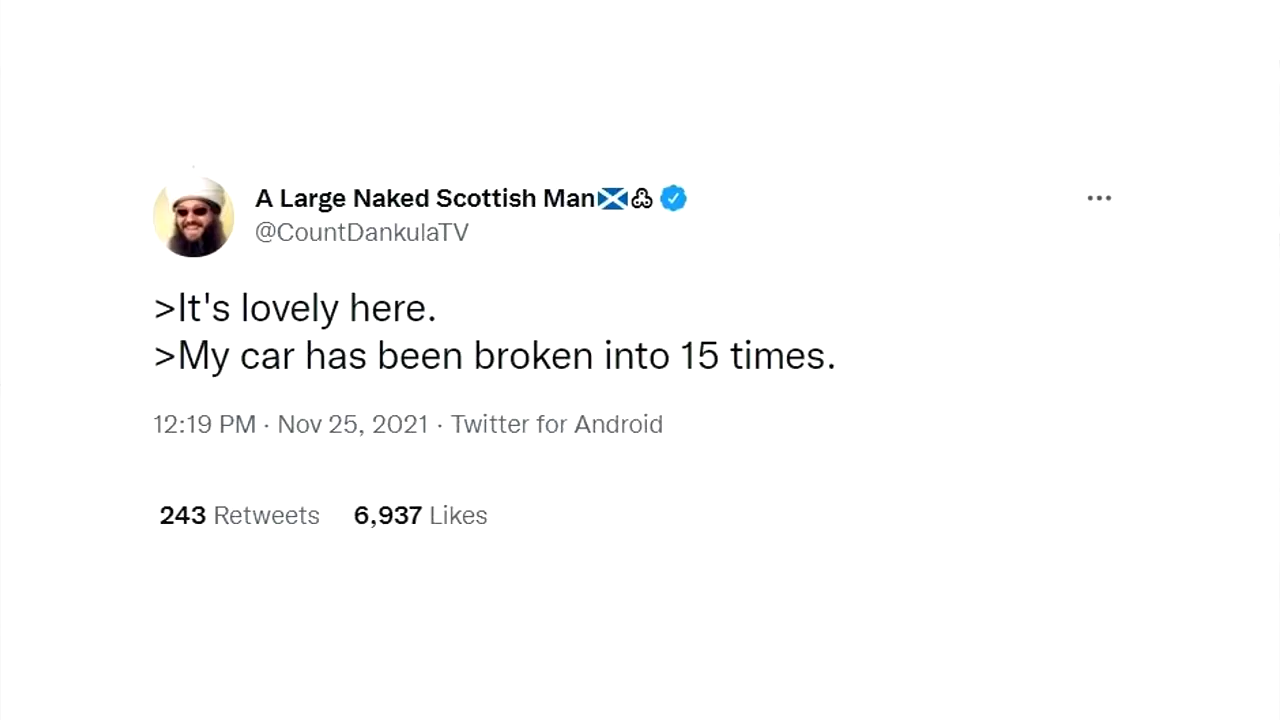 A Large Naked Scottish Man🏴󠁧󠁢󠁳󠁣󠁴󠁿
@CountDankulaTV
>It's lovely here.
>My car has been broken into 15 times.
12:19 PM · Nov 25, 2021 · Twitter for Android
243 Retweets 6,937 Likes